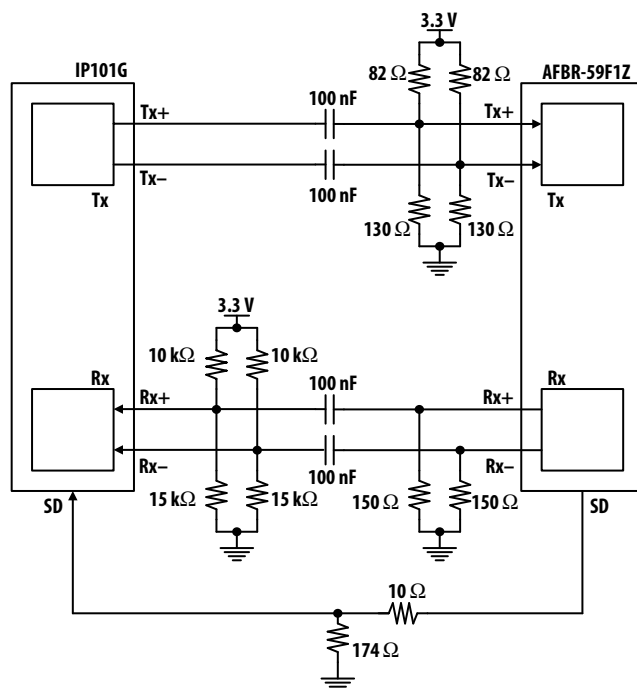 3.3 V
IP101G
82 Ω
82 Ω
AFBR-59F1Z
100 nF
Tx+
Tx+
Tx–
Tx–
100 nF
Tx
Tx
130 Ω
130 Ω
3.3 V
10 kΩ
10 kΩ
Rx
100 nF
Rx
Rx+
Rx+
Rx–
Rx–
100 nF
SD
15 kΩ
15 kΩ
150 Ω
150 Ω
SD
10 Ω
174 Ω